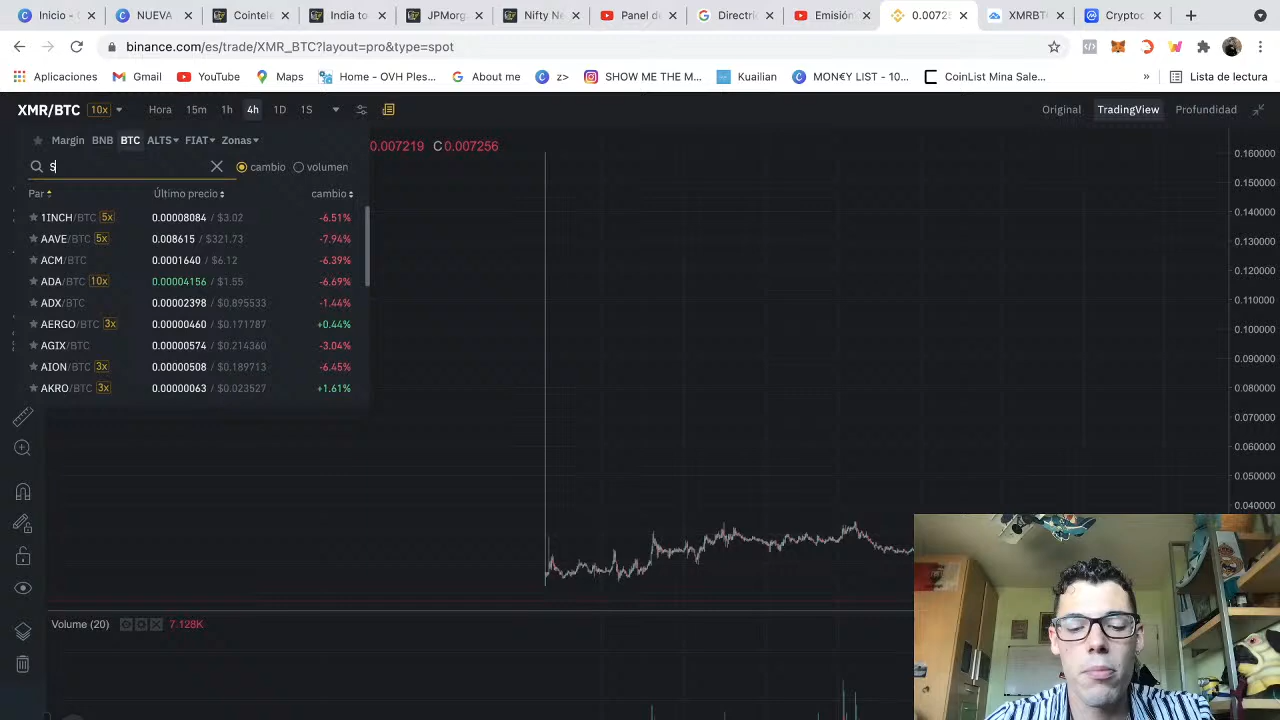 Inicio - C
NUEVA
Cointele
India to
JPMorg
Nifty Ne
Panel de
Directric
Emisión
0.00725
XMRBT
Cryptoc
binance.com/es/trade/XMR_BTC?layout=pro&type=spot
Aplicaciones
Gmail
YouTube
Maps
Home - OVH Ples...
About me
z>
SHOW ME THE M...
Kuailian
MON€Y LIST - 10...
CoinList Mina Sale...
»
Lista de lectura
XMR/BTC 10x Hora 15m 1h 4h 1D 1S Original TradingView Profundidad
Margin BNB BTC ALTS FIAT Zonas
0.007219 C0.007256
S cambio volumen
Par Último precio cambio
1INCH/BTC 5x 0.00008084 / $3.02 -6.51%
AAVE/BTC 5x 0.008615 / $321.73 -7.94%
ACM/BTC 0.0001640 / $6.12 -6.39%
ADA/BTC 10x 0.00004156 / $1.55 -6.69%
ADX/BTC 0.00002398 / $0.895533 -1.44%
AERGO/BTC 3x 0.00000460 / $0.171787 +0.44%
AGIX/BTC 0.00000574 / $0.214360 -3.04%
AION/BTC 3x 0.00000508 / $0.189713 -6.45%
AKRO/BTC 3x 0.00000063 / $0.023527 +1.61%
0.160000
0.150000
0.140000
0.130000
0.120000
0.110000
0.100000
0.090000
0.080000
0.070000
0.060000
0.050000
0.040000
Volume (20) 7.128K